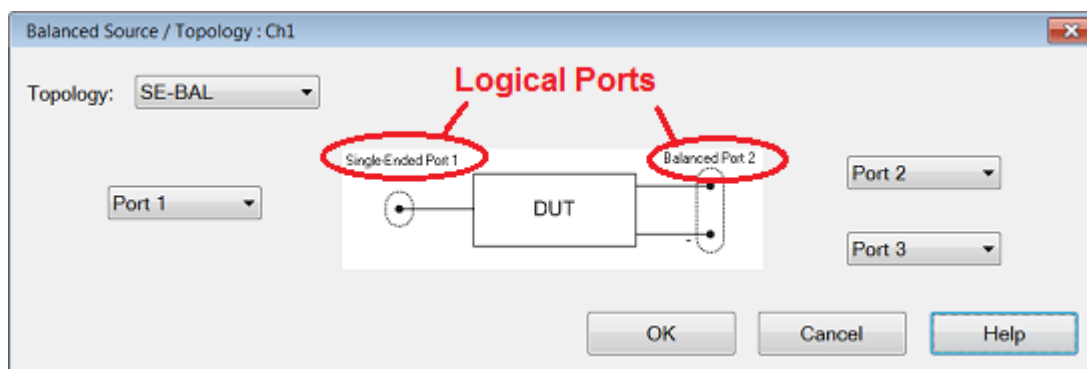 Balanced Source / Topology : Ch1
Topology: SE-BAL
Logical Ports
Single-Ended Port 1
Balanced Port 2
Port 1
DUT
-
Port 2
Port 3
OK
Cancel
Help